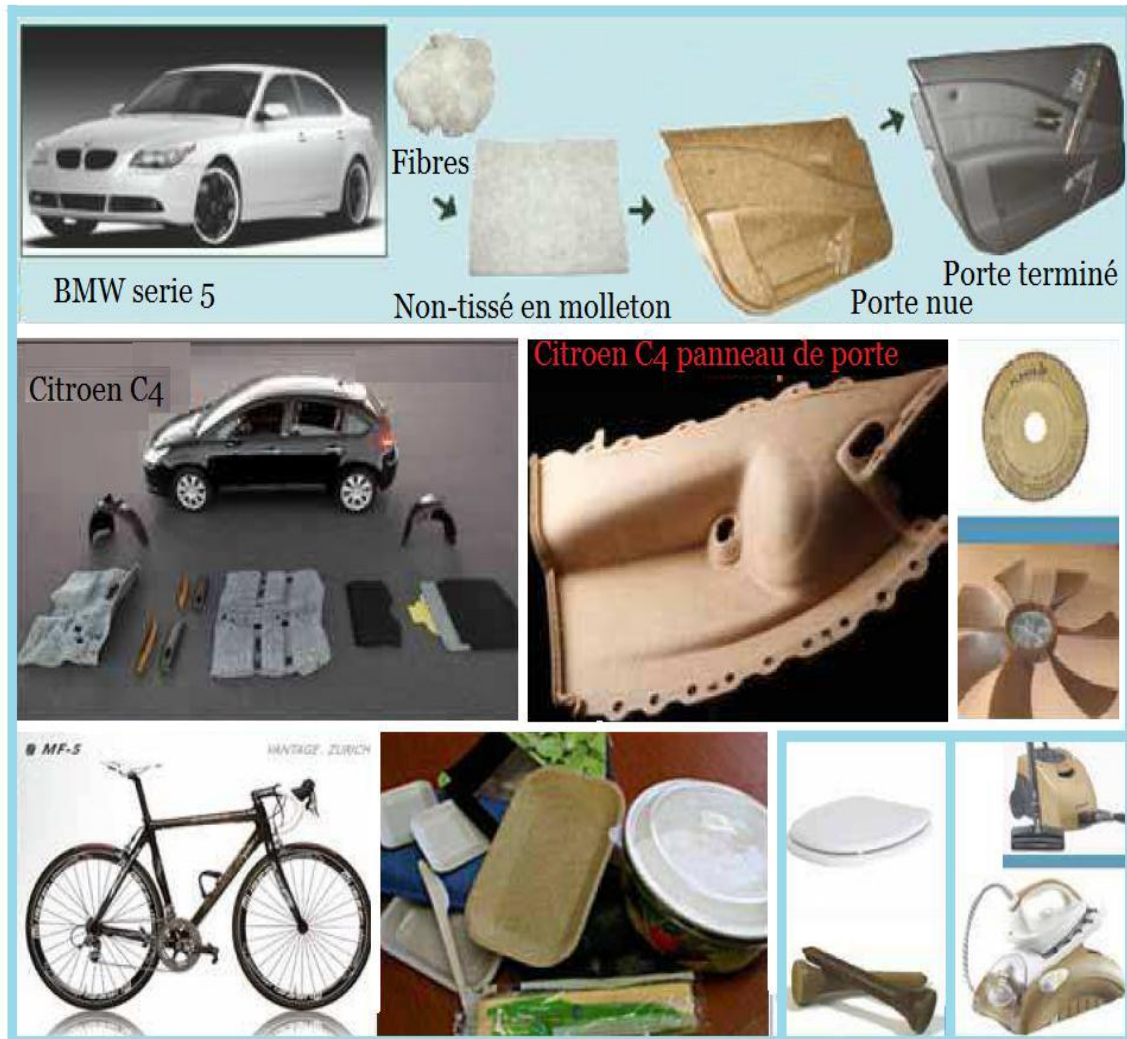 Fibres
BMW serie 5
Non-tissé en molleton
Porte nue
Porte terminé
Citroen C4
Citroen C4 panneau de porte
MF-5
VANTAGE. ZURICH